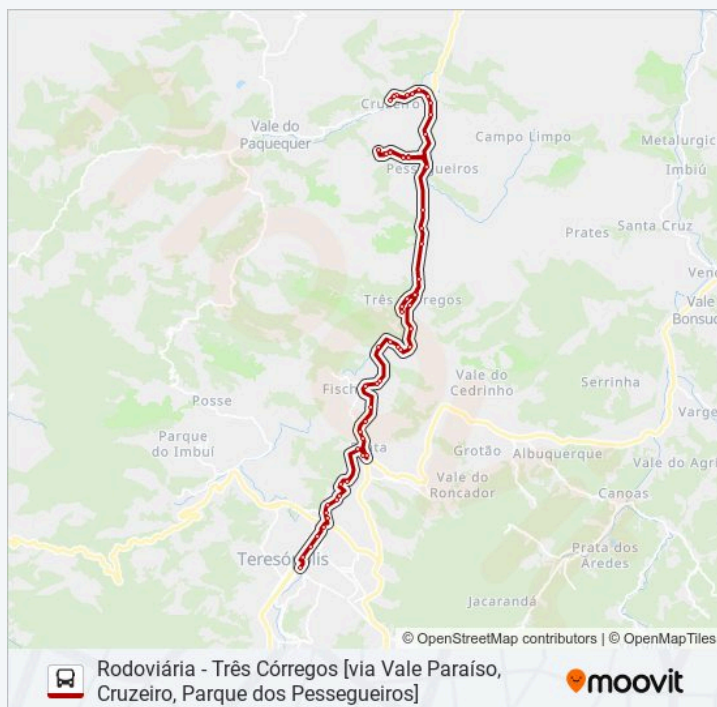 Cruzeiro
Vale do
Paquequer
Campo Limpo
Metalurgic
Imbiú
Pessegueiros
Santa Cruz
Prates
Vene
Três Córregos
Vale
Bonsuc
Vale do
Cedrinho
Serrinha
Fisch
Posse
Varge
Parque
do Imbuí
Grotão
Albuquerque
Vale do Agri
Vale do
Roncador
Canoas
Teresópolis
Prata dos
Aredes
Jacarandá
© OpenStreetMap contributors | © OpenMapTiles
Rodoviária - Três Córregos [via Vale Paraíso,
Cruzeiro, Parque dos Pessegueiros]
moovit